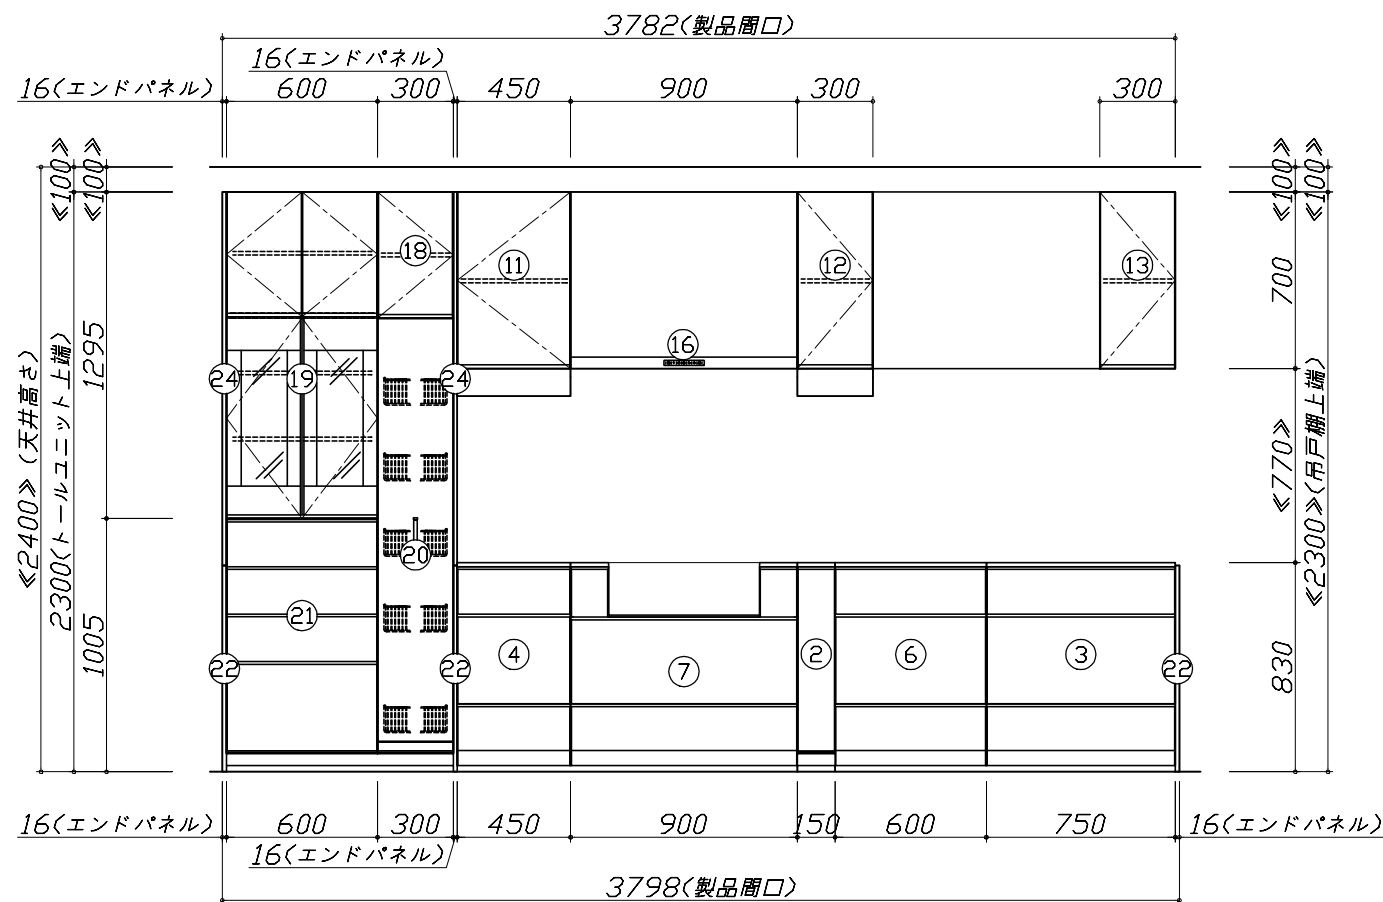 3782(製品間口)
16(エンドパネル)
16(エンドパネル) 600 300 450 900 300 300
≪100≫ ≪100≫ ≪100≫ ≪100≫
18
11 12 13
700
1295
16
24 19 24
≪2400≫(天井高さ)
2300(トールユニット上端)
≪770≫
≪2300≫(吊戸棚上端)
20
21
1005
4 7 2 6 3
22 22 22
830
16(エンドパネル) 600 300 450 900 150 600 750 16(エンドパネル)
16(エンドパネル)
3798(製品間口)